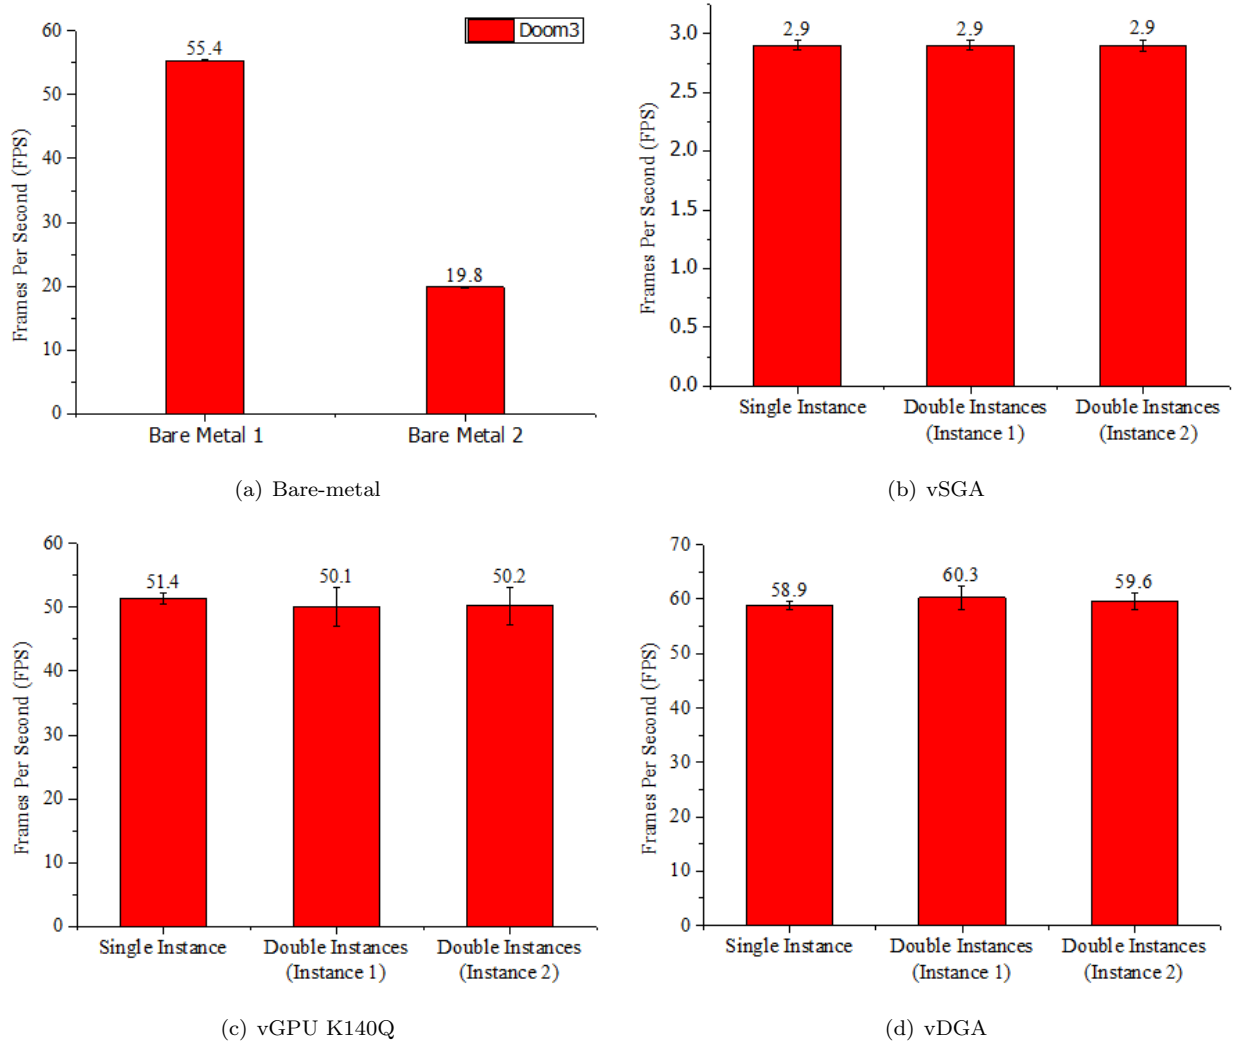 Doom3
Frames Per Second (FPS)
60
50
40
30
20
10
0
55.4
19.8
Bare Metal 1
Bare Metal 2
(a) Bare-metal
Frames Per Second (FPS)
3.0
2.5
2.0
1.5
1.0
0.5
0.0
2.9
2.9
2.9
Single Instance
Double Instances
(Instance 1)
Double Instances
(Instance 2)
(b) vSGA
Frames Per Second (FPS)
60
50
40
30
20
10
0
51.4
50.1
50.2
Single Instance
Double Instances
(Instance 1)
Double Instances
(Instance 2)
(c) vGPU K140Q
Frames Per Second (FPS)
70
60
50
40
30
20
10
0
58.9
60.3
59.6
Single Instance
Double Instances
(Instance 1)
Double Instances
(Instance 2)
(d) vDGA